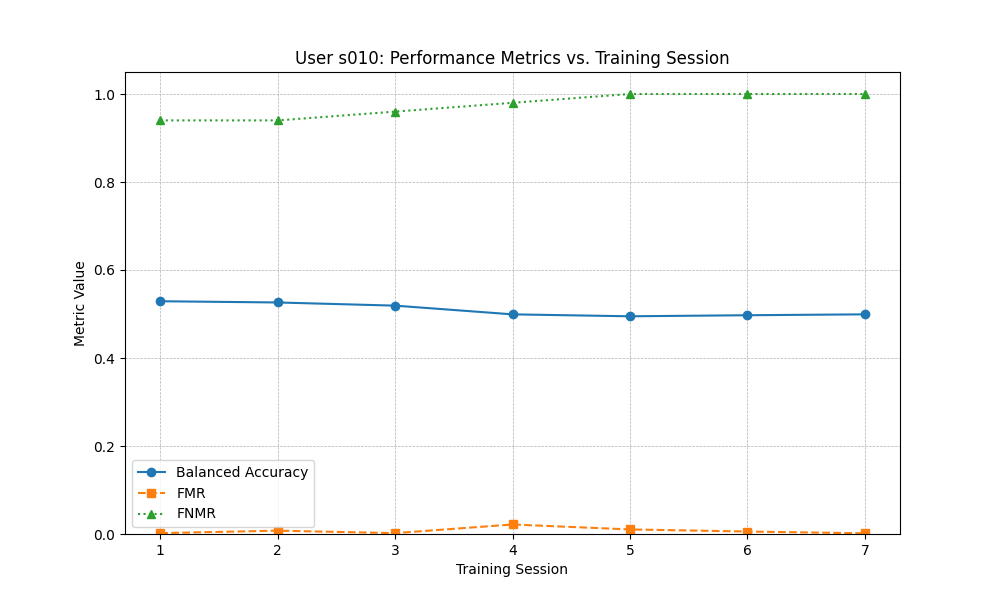 User s010: Performance Metrics vs. Training Session
Metric Value
1.0
0.8
0.6
0.4
0.2
0.0
Balanced Accuracy
FMR
FNMR
1 2 3 4 5 6 7
Training Session